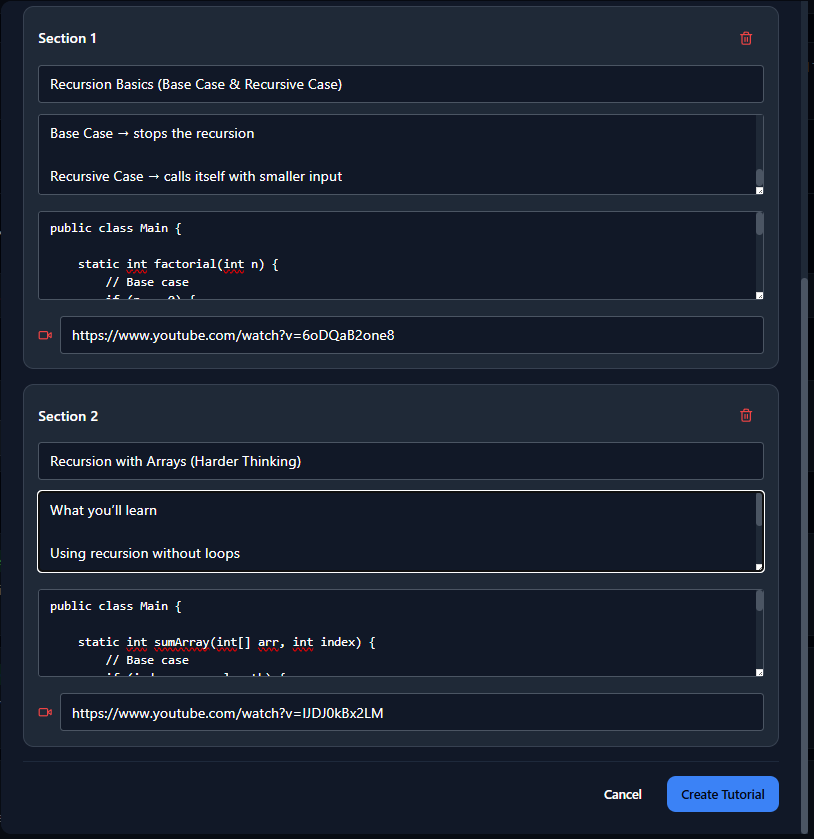 Section 1
Recursion Basics (Base Case & Recursive Case)
Base Case → stops the recursion
Recursive Case → calls itself with smaller input
public class Main {
static int factorial(int n) {
// Base case
https://www.youtube.com/watch?v=6oDQaB2one8
Section 2
Recursion with Arrays (Harder Thinking)
What you’ll learn
Using recursion without loops
public class Main {
static int sumArray(int[] arr, int index) {
// Base case
https://www.youtube.com/watch?v=IJDJ0kBx2LM
Cancel
Create Tutorial